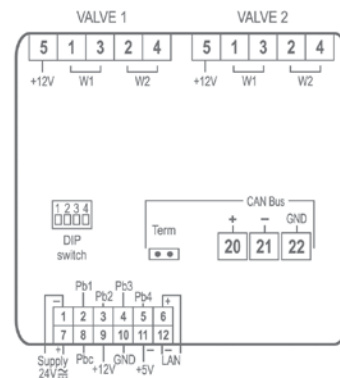 VALVE 1 VALVE 2
5 1 3 2 4 5 1 3 2 4
+12V W1 W2 +12V W1 W2
1 2 3 4
DIP
switch
CAN Bus
Term + − GND
20 21 22
Pb1 Pb3
− Pb2 Pb4 +
1 2 3 4 5 6
7 8 9 10 11 12
+ − −
Supply Pbc GND LAN
24V≂ +12V +5V